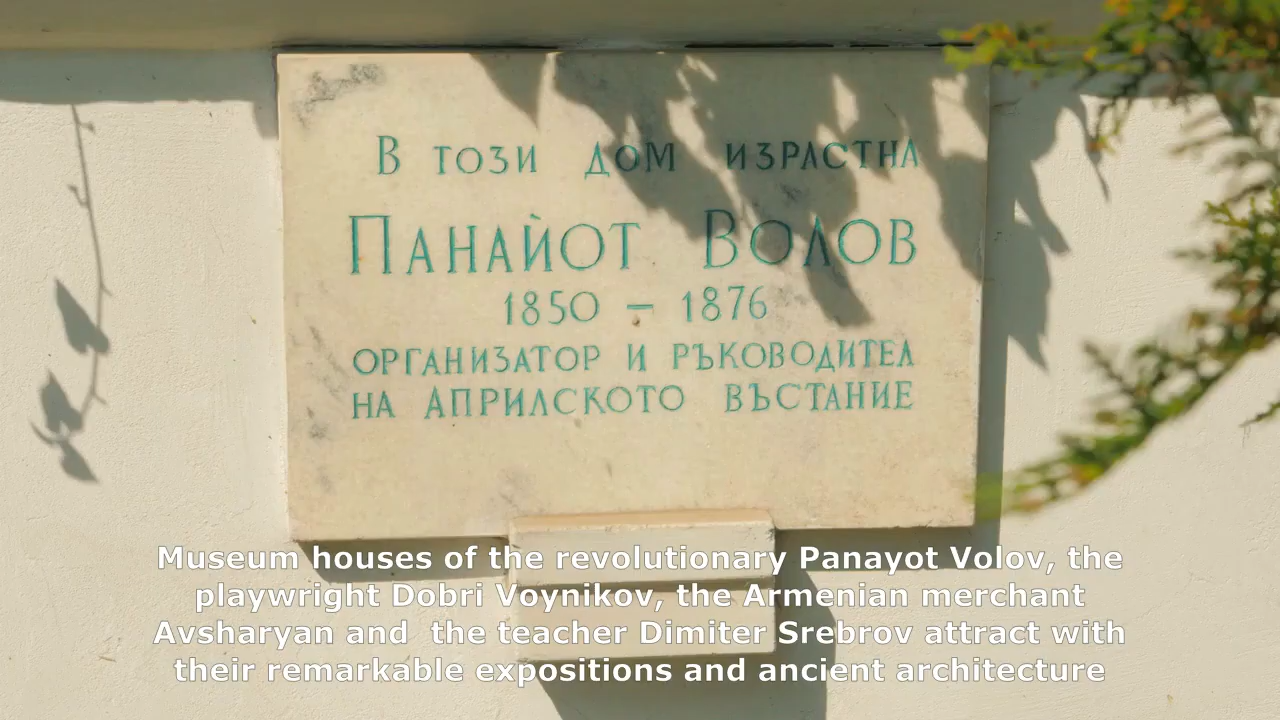 В този дом израстна
Панайот Волов
1850 – 1876
организатор и ръководител
на Априлското въстание
Museum houses of the revolutionary Panayot Volov, the
playwright Dobri Voynikov, the Armenian merchant
Avsharyan and  the teacher Dimiter Srebrov attract with
their remarkable expositions and ancient architecture